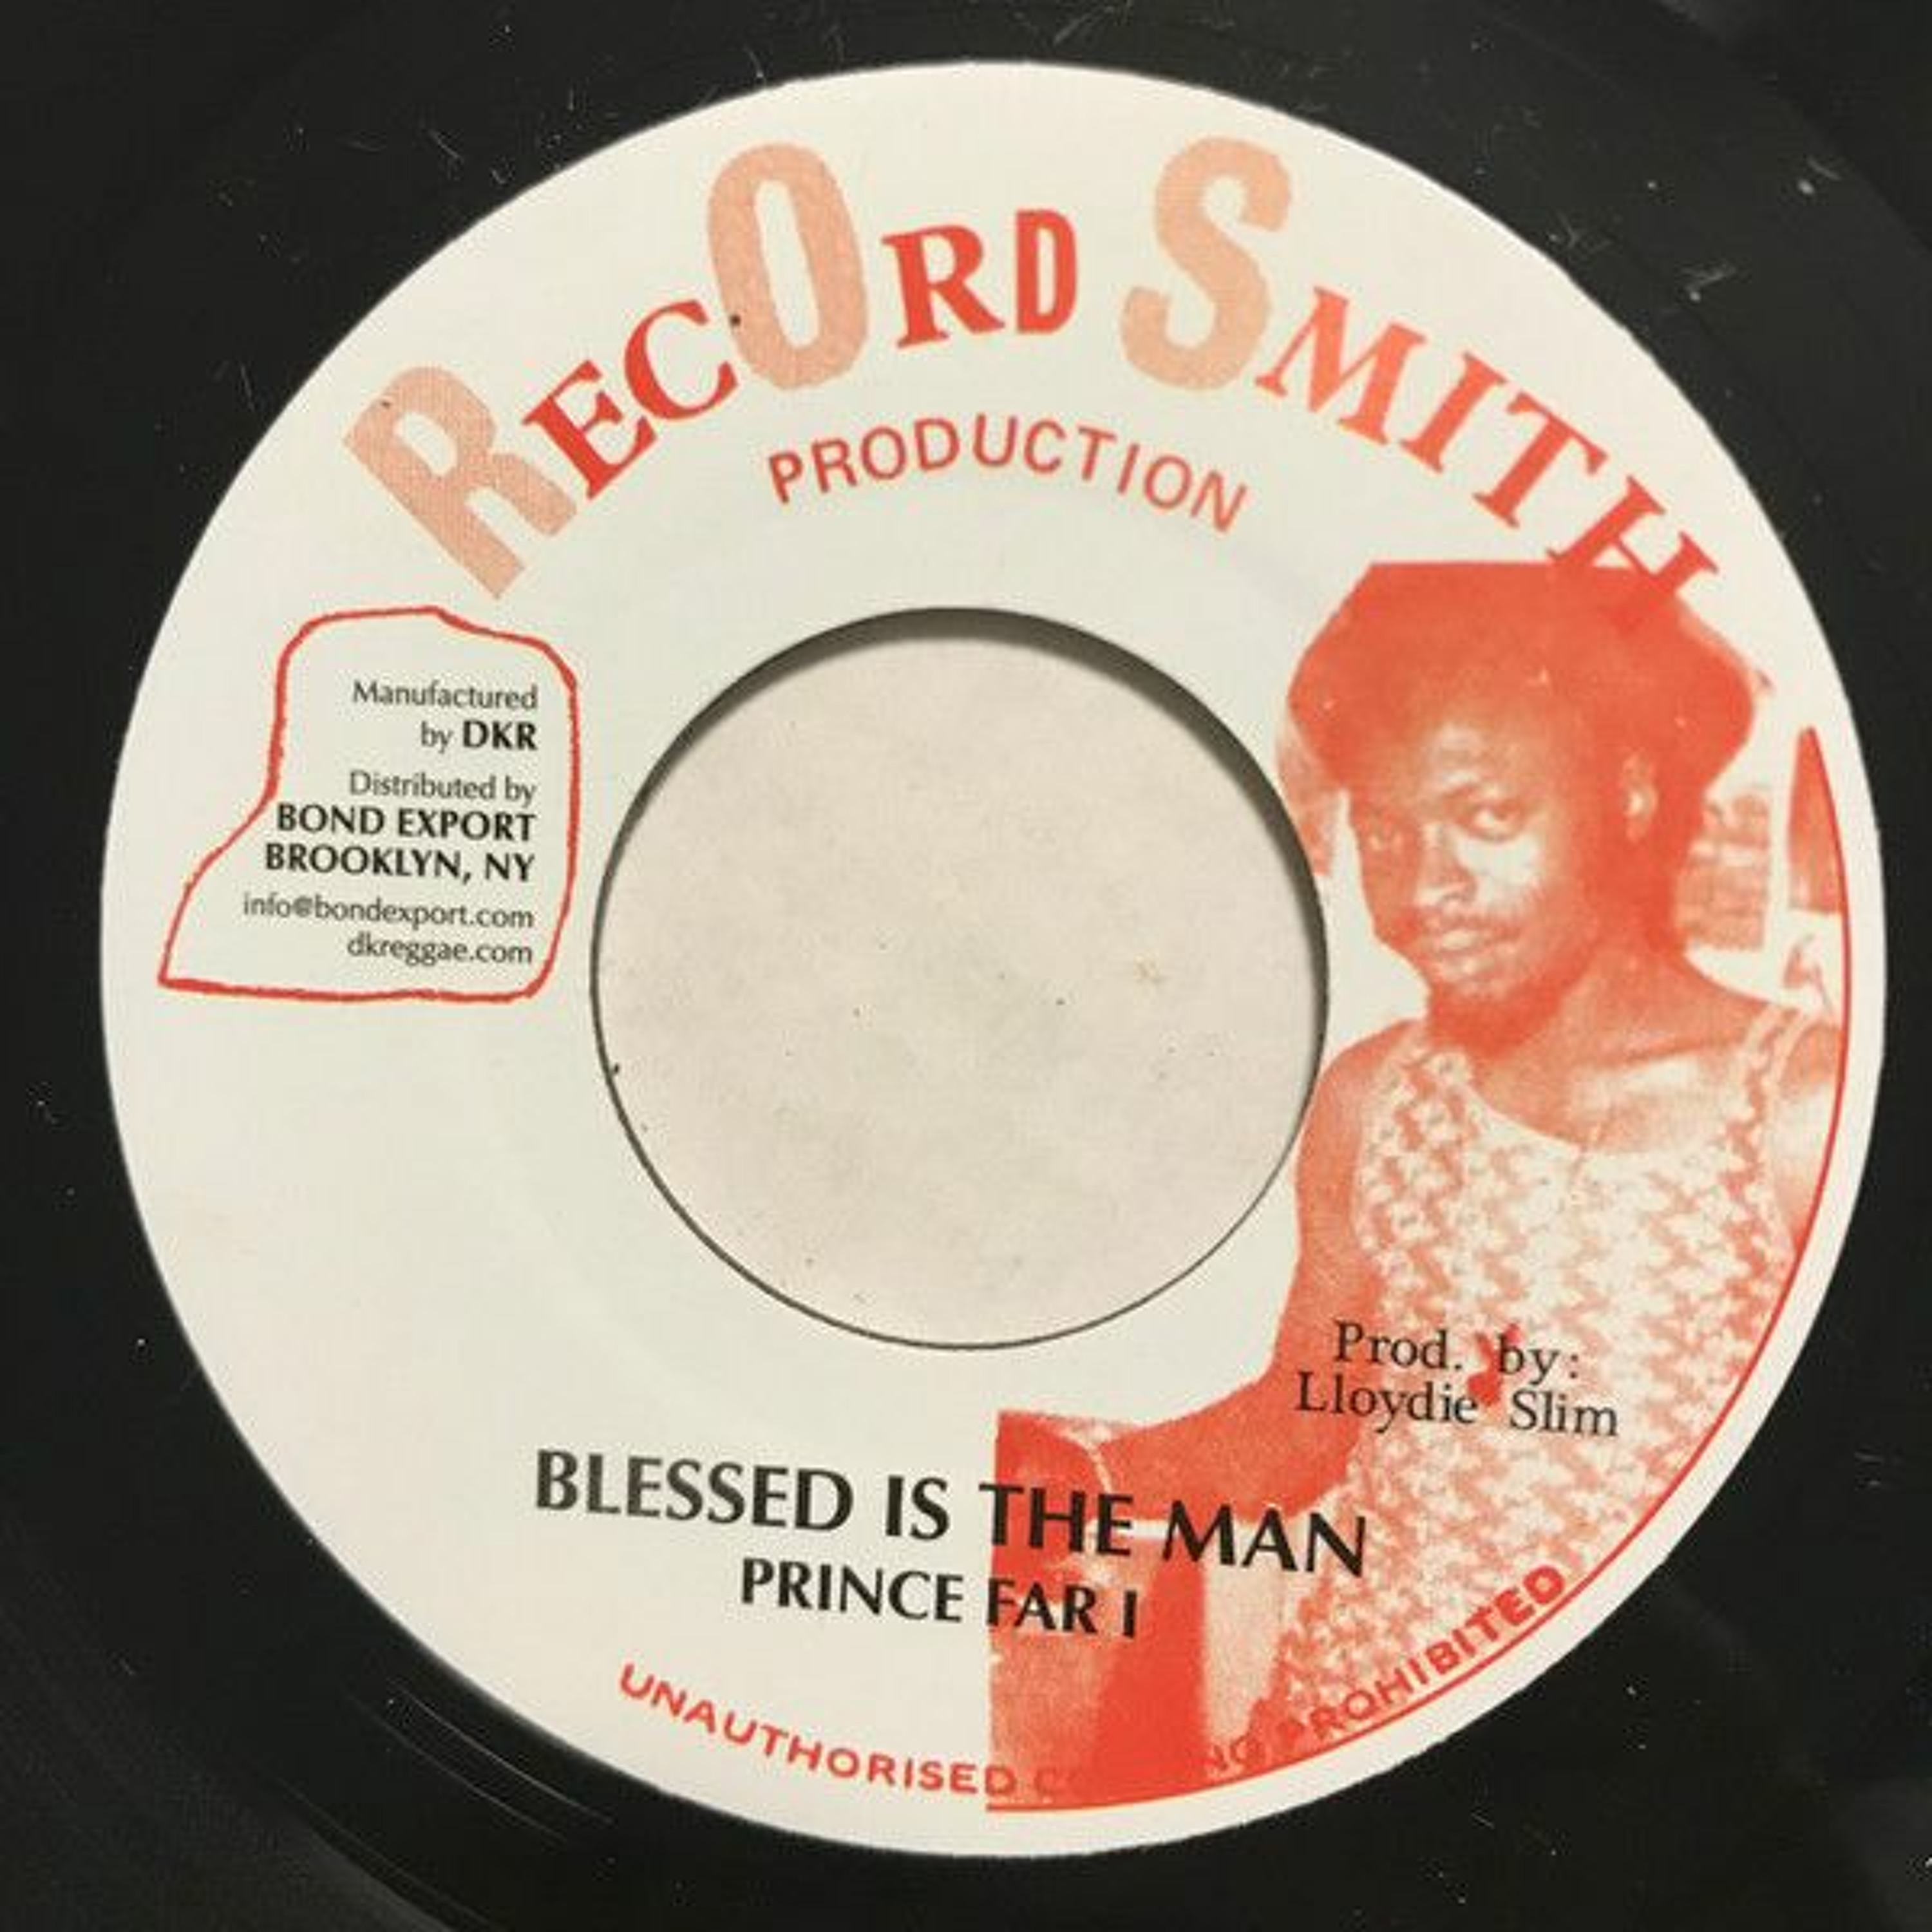 RECORD SMITH
PRODUCTION
Manufactured
by DKR
Distributed by
BOND EXPORT
BROOKLYN, NY
info@bondexport.com
dkreggae.com
Prod. by:
Lloydie Slim
BLESSED IS THE MAN
PRINCE FAR I
UNAUTHORISED PROHIBITED